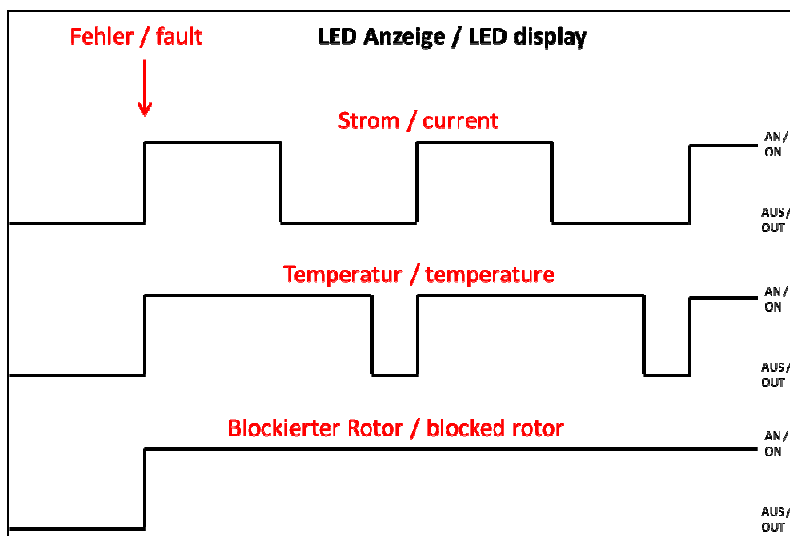 Fehler / fault
LED Anzeige / LED display
Strom / current
AN /
ON
AUS/
OUT
Temperatur / temperature
AN /
ON
AUS/
OUT
Blockierter Rotor / blocked rotor
AN /
ON
AUS/
OUT